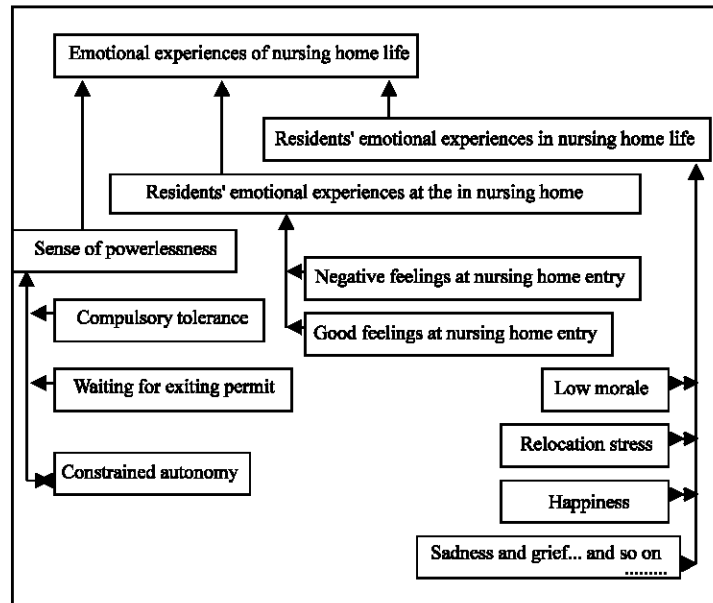 Emotional experiences of nursing home life
Residents' emotional experiences in nursing home life
Residents' emotional experiences at the in nursing home
Sense of powerlessness
Negative feelings at nursing home entry
Compulsory tolerance
Good feelings at nursing home entry
Waiting for exiting permit
Low morale
Relocation stress
Constrained autonomy
Happiness
Sadness and grief... and so on
.........